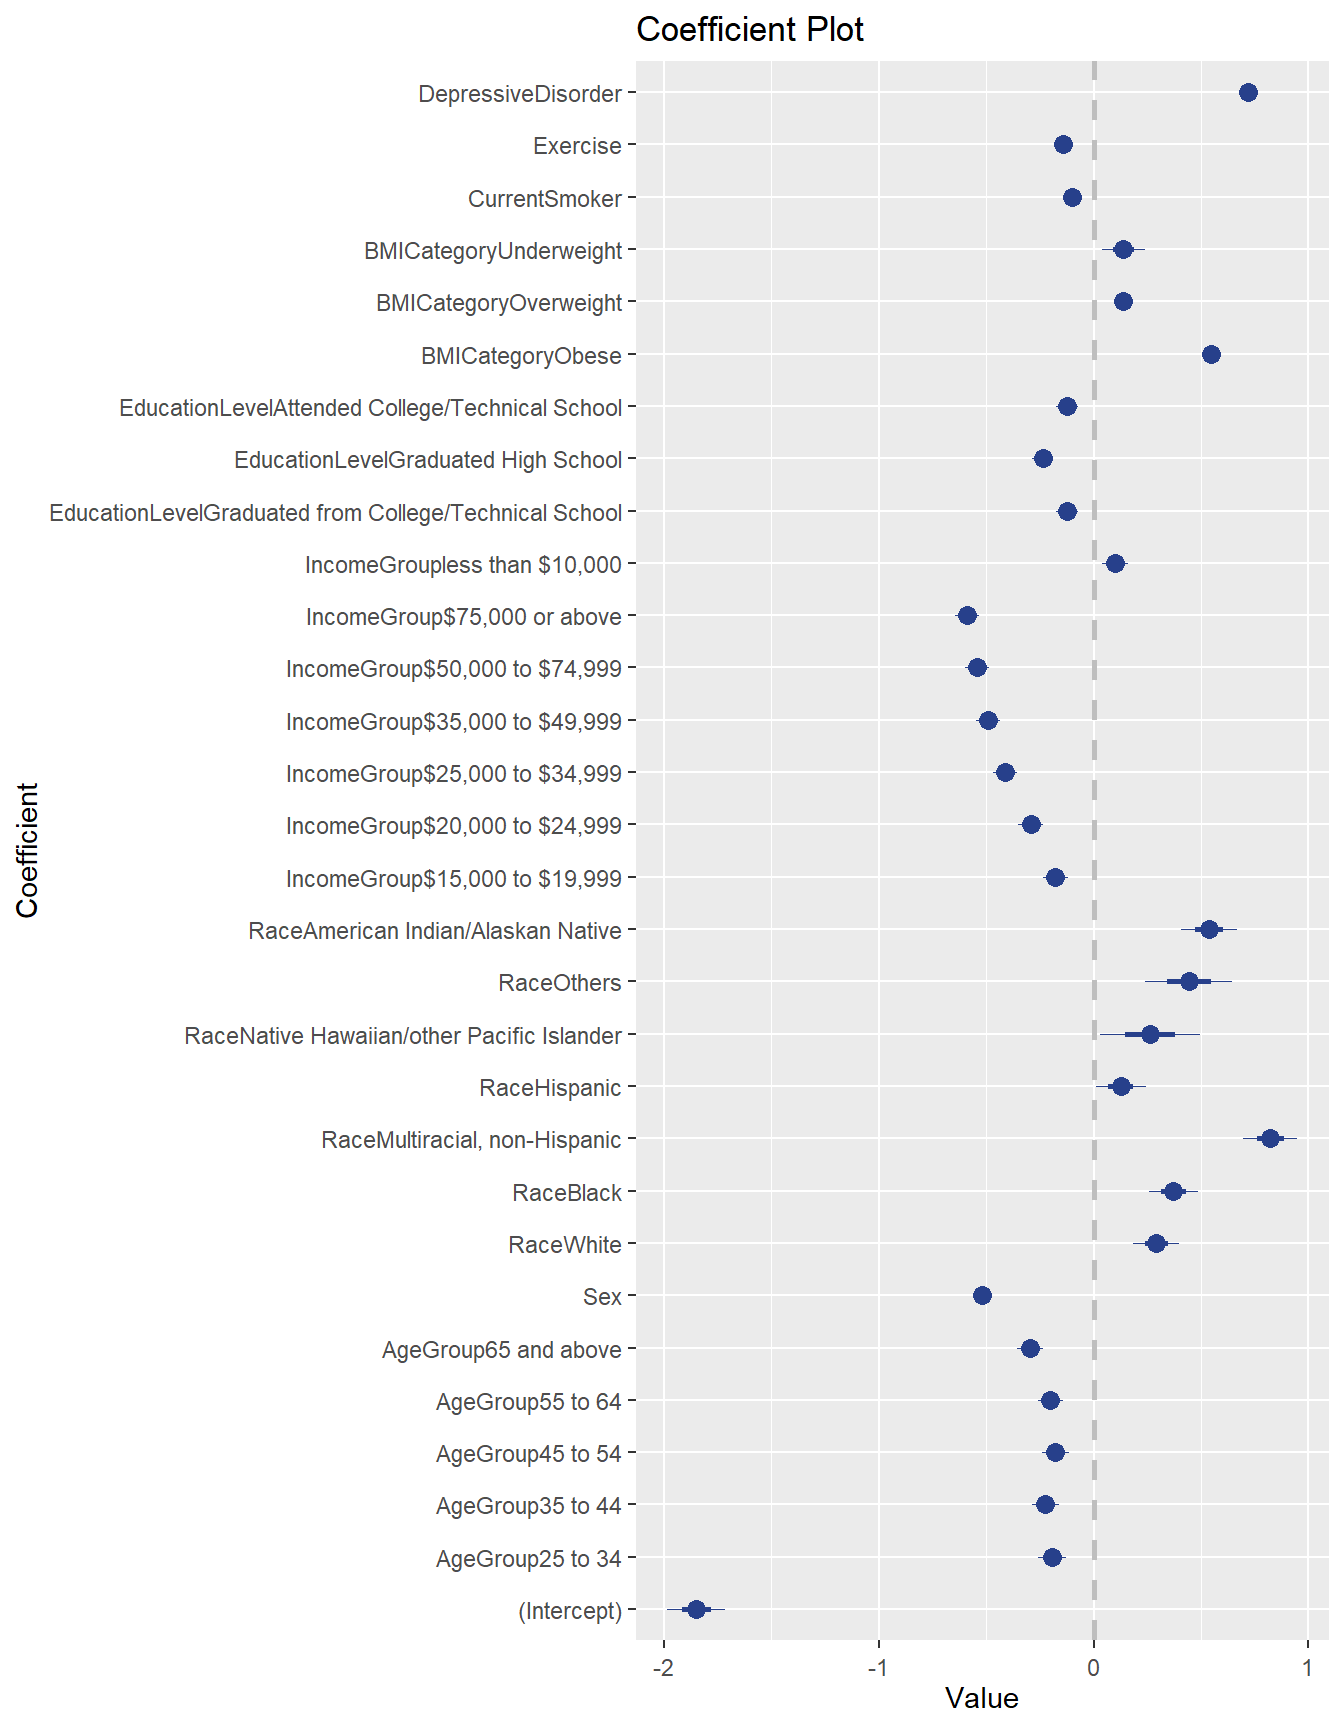 Coefficient Plot
DepressiveDisorder
Exercise
CurrentSmoker
BMICategoryUnderweight
BMICategoryOverweight
BMICategoryObese
EducationLevelAttended College/Technical School
EducationLevelGraduated High School
EducationLevelGraduated from College/Technical School
IncomeGroupless than $10,000
IncomeGroup$75,000 or above
IncomeGroup$50,000 to $74,999
IncomeGroup$35,000 to $49,999
IncomeGroup$25,000 to $34,999
IncomeGroup$20,000 to $24,999
IncomeGroup$15,000 to $19,999
RaceAmerican Indian/Alaskan Native
RaceOthers
RaceNative Hawaiian/other Pacific Islander
RaceHispanic
RaceMultiracial, non-Hispanic
RaceBlack
RaceWhite
Sex
AgeGroup65 and above
AgeGroup55 to 64
AgeGroup45 to 54
AgeGroup35 to 44
AgeGroup25 to 34
(Intercept)
Coefficient
-2 -1 0 1
Value